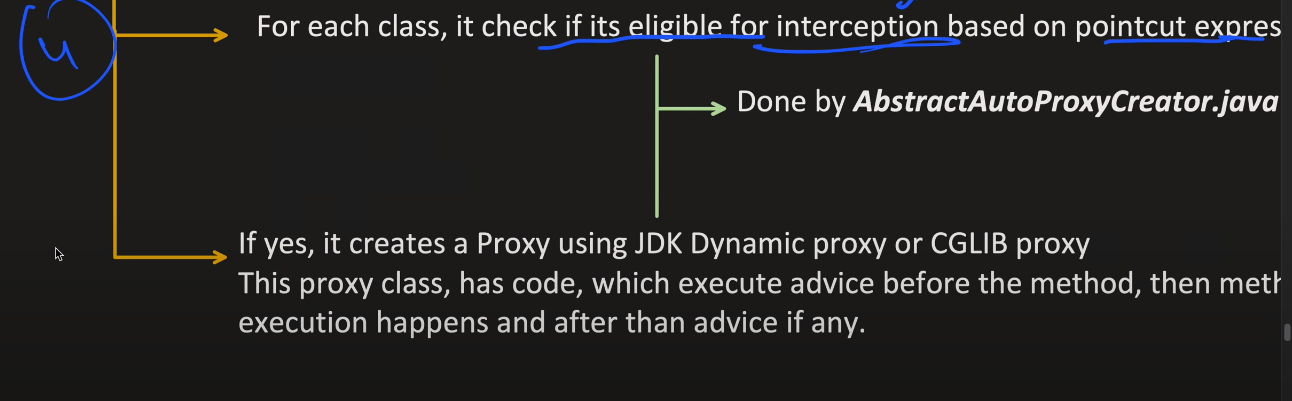 For each class, it check if its eligible for interception based on pointcut expres
Done by AbstractAutoProxyCreator.java
If yes, it creates a Proxy using JDK Dynamic proxy or CGLIB proxy
This proxy class, has code, which execute advice before the method, then meth
execution happens and after than advice if any.